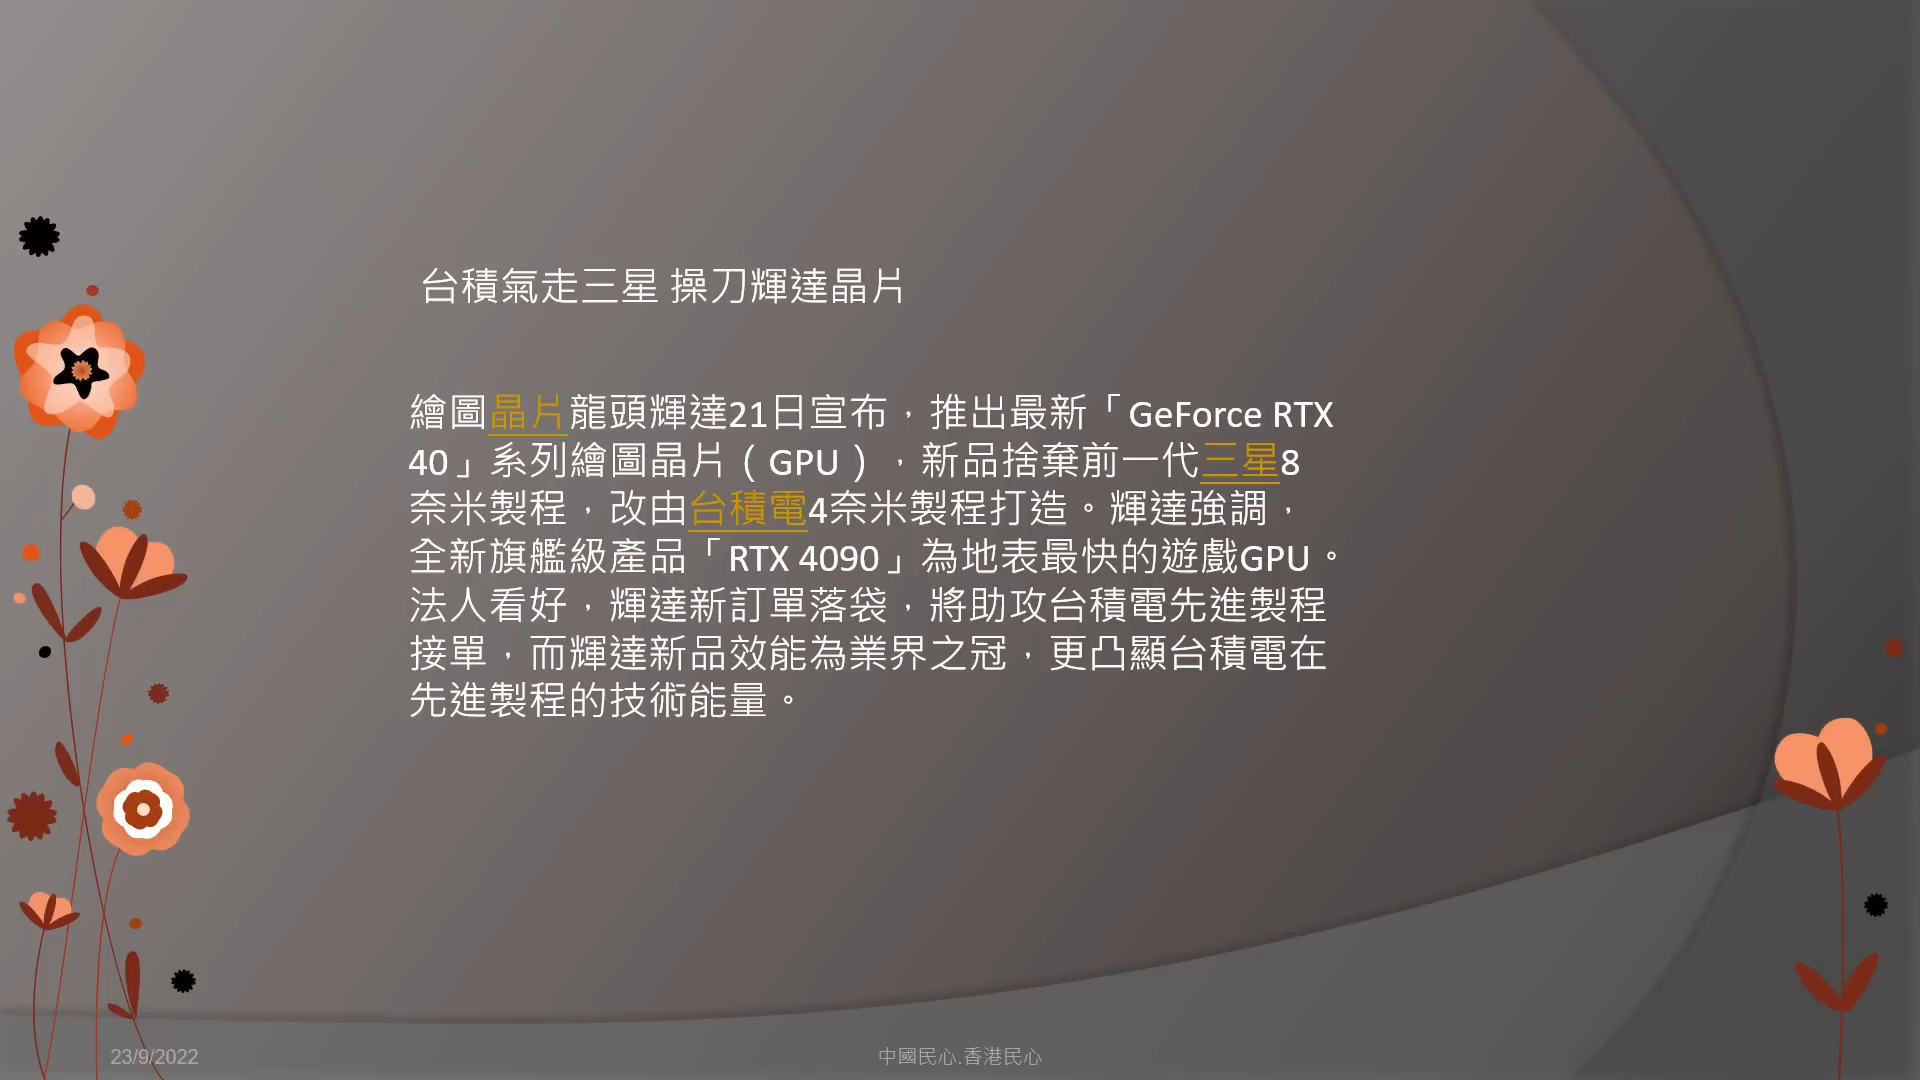 台積氣走三星 操刀輝達晶片
繪圖晶片龍頭輝達21日宣布，推出最新「GeForce RTX
40」系列繪圖晶片（GPU），新品捨棄前一代三星8
奈米製程，改由台積電4奈米製程打造。輝達強調，
全新旗艦級產品「RTX 4090」為地表最快的遊戲GPU。
法人看好，輝達新訂單落袋，將助攻台積電先進製程
接單，而輝達新品效能為業界之冠，更凸顯台積電在
先進製程的技術能量。
23/9/2022
中國民心.香港民心